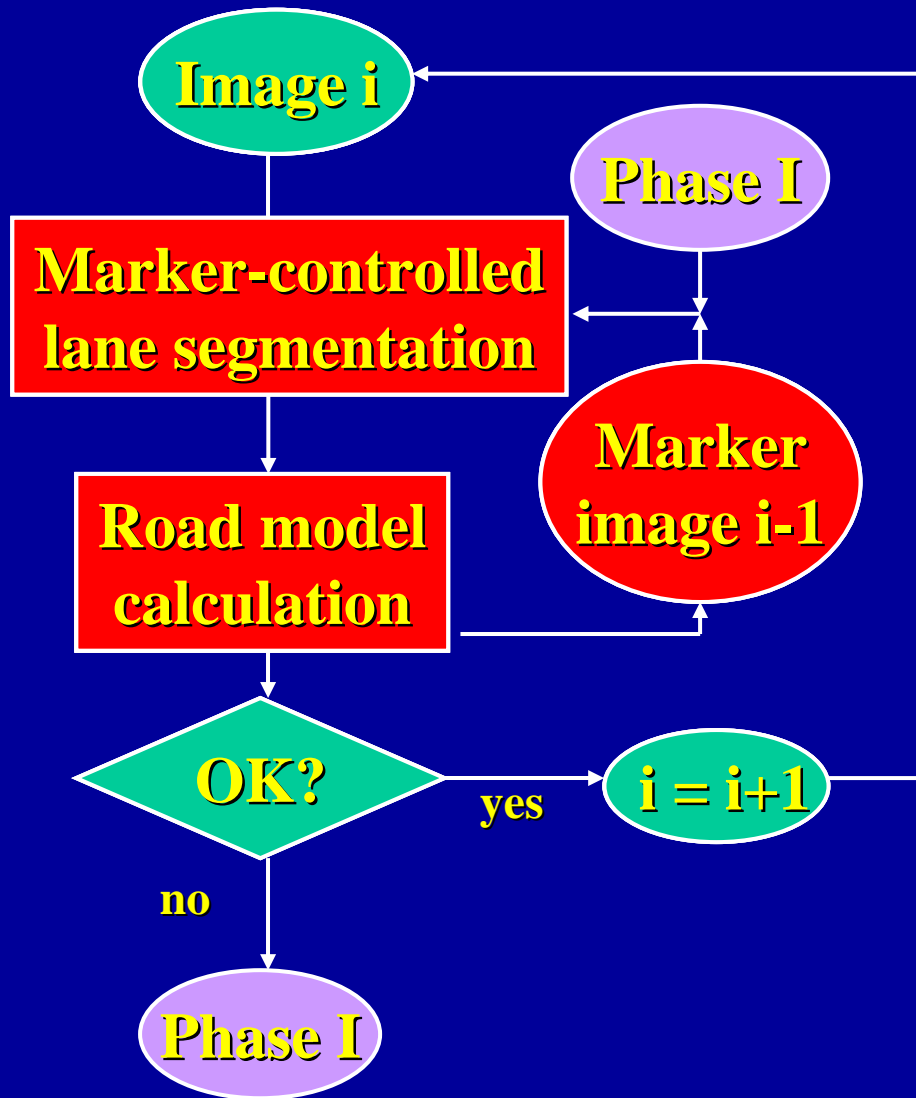 Image i
Phase I
Marker-controlled
lane segmentation
Marker
image i-1
Road model
calculation
OK?
yes
i = i+1
no
Phase I